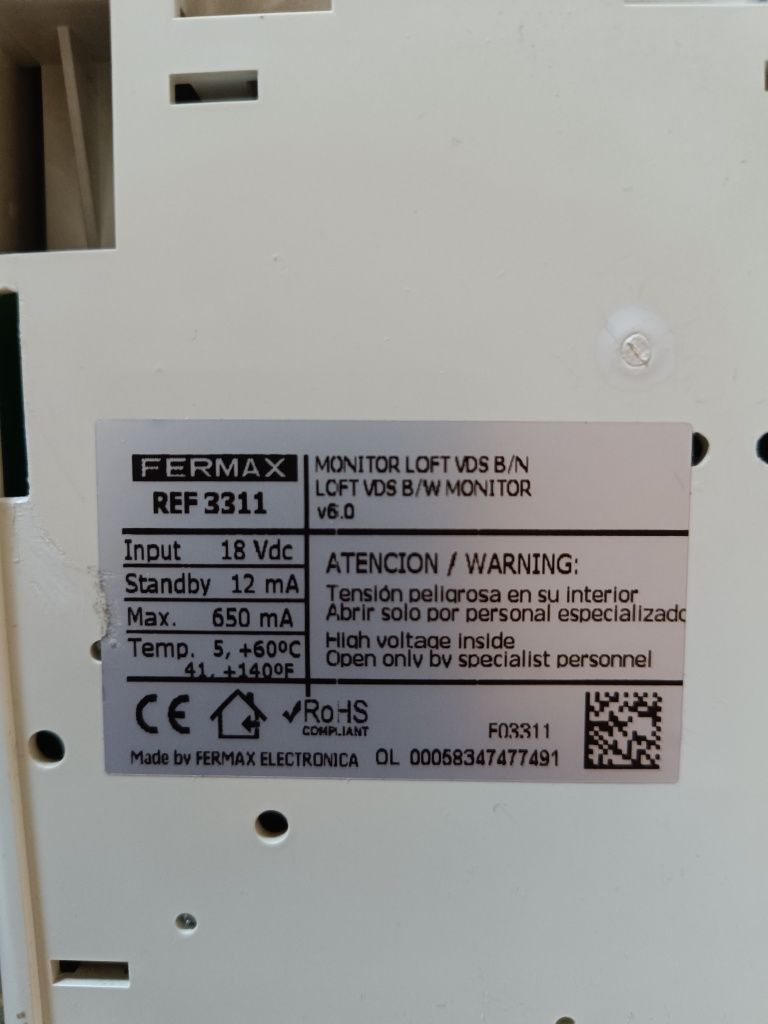 FERMAX
REF 3311
MONITOR LOFT VDS B/N
LOFT VDS B/W MONITOR
v6.0
Input 18 Vdc
Standby 12 mA
Max. 650 mA
Temp. 5, +60ºC
41, +140ºF
ATENCION / WARNING:
Tensión peligrosa en su interior
Abrir solo por personal especializado
High voltage inside
Open only by specialist personnel
CE
RoHS
COMPLIANT
F03311
Made by FERMAX ELECTRONICA OL 00058347477491